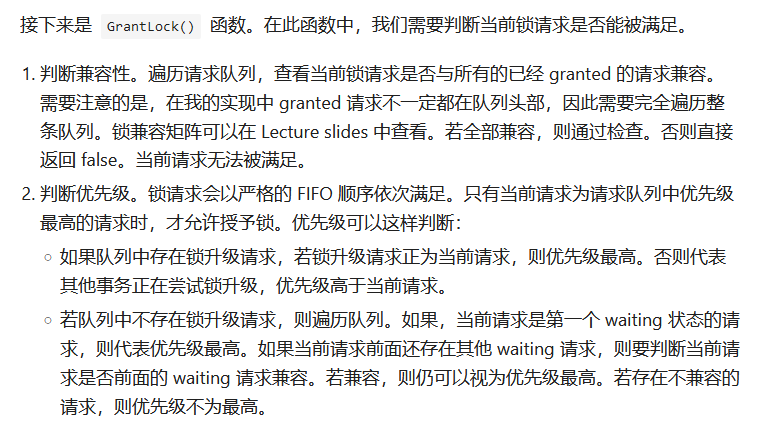 接下来是 GrantLock() 函数。在此函数中，我们需要判断当前锁请求是否能被满足。
1. 判断兼容性。遍历请求队列，查看当前锁请求是否与所有的已经 granted 的请求兼容。
需要注意的是，在我的实现中 granted 请求不一定都在队列头部，因此需要完全遍历整
条队列。锁兼容矩阵可以在 Lecture slides 中查看。若全部兼容，则通过检查。否则直接
返回 false。当前请求无法被满足。
2. 判断优先级。锁请求会以严格的 FIFO 顺序依次满足。只有当前请求为请求队列中优先级
最高的请求时，才允许授予锁。优先级可以这样判断：
○ 如果队列中存在锁升级请求，若锁升级请求正为当前请求，则优先级最高。否则代表
其他事务正在尝试锁升级，优先级高于当前请求。
○ 若队列中不存在锁升级请求，则遍历队列。如果，当前请求是第一个 waiting 状态的请
求，则代表优先级最高。如果当前请求前面还存在其他 waiting 请求，则要判断当前请
求是否前面的 waiting 请求兼容。若兼容，则仍可以视为优先级最高。若存在不兼容的
请求，则优先级不为最高。